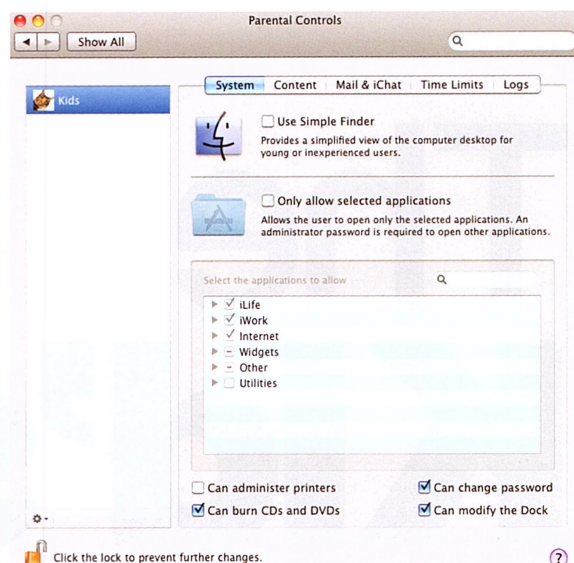 Parental Controls
Show All
Kids
System Content Mail & iChat Time Limits Logs
Use Simple Finder
Provides a simplified view of the computer desktop for
young or inexperienced users.
Only allow selected applications
Allows the user to open only the selected applications. An
administrator password is required to open other applications.
Select the applications to allow
iLife
iWork
Internet
Widgets
Other
Utilities
Can administer printers Can change password
Can burn CDs and DVDs Can modify the Dock
Click the lock to prevent further changes.
?